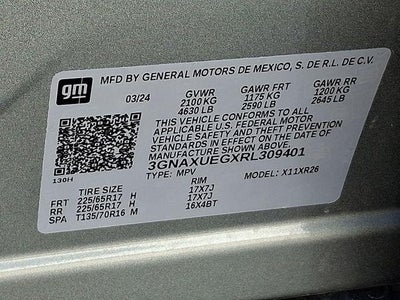 gm
MFD BY GENERAL MOTORS DE MEXICO, S. DE R.L. DE C.V.
03/24 GVWR GAWR FRT GAWR RR
2100 KG 1175 KG 1200 KG
4630 LB 2590 LB 2645 LB
THIS VEHICLE CONFORMS TO ALL
APPLICABLE U.S. FEDERAL MOTOR
VEHICLE SAFETY AND BUMPER
STANDARDS IN EFFECT ON THE DATE OF
MANUFACTURE SHOWN ABOVE.
3GNAXUEGXRL309401
130H
TYPE: MPV MODEL: X11XR26
TIRE SIZE RIM
FRT 225/65R17 H 17X7J
RR 225/65R17 H 17X7J
SPA T135/70R16 M 16X4BT